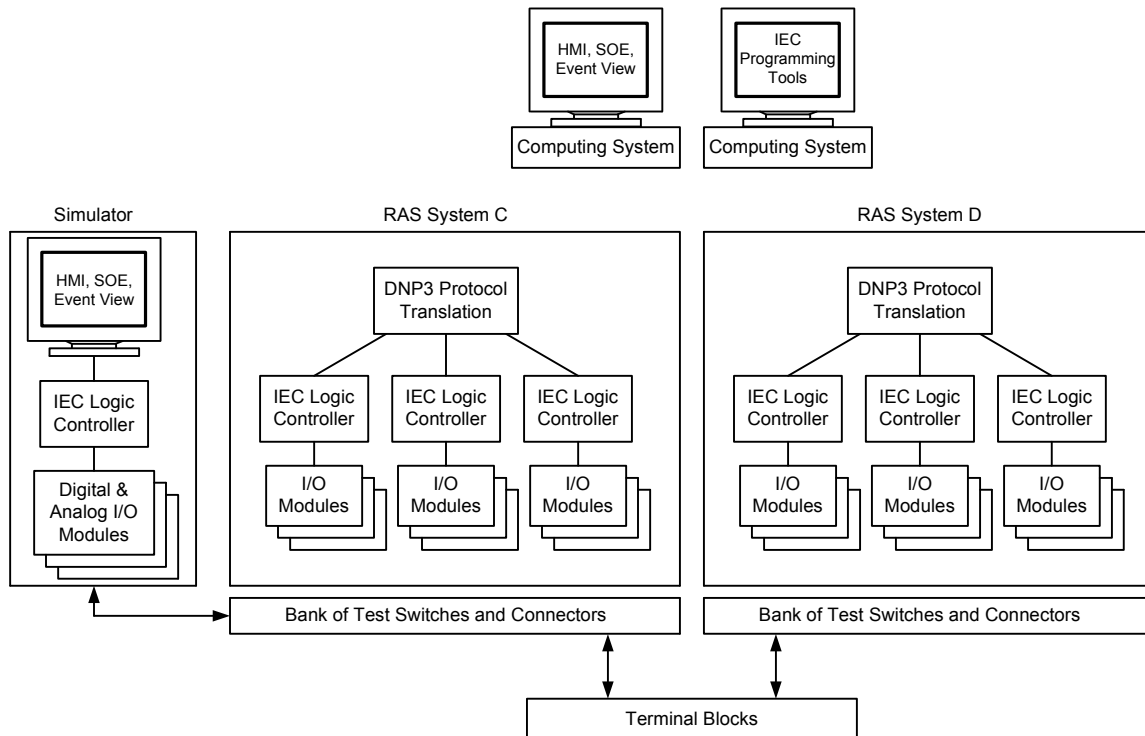 HMI, SOE,
Event View
IEC
Programming
Tools
Computing System
Computing System
Simulator
RAS System C
RAS System D
HMI, SOE,
Event View
IEC Logic
Controller
Digital &
Analog I/O
Modules
DNP3 Protocol
Translation
IEC Logic
Controller
IEC Logic
Controller
IEC Logic
Controller
I/O
Modules
I/O
Modules
I/O
Modules
DNP3 Protocol
Translation
IEC Logic
Controller
IEC Logic
Controller
IEC Logic
Controller
I/O
Modules
I/O
Modules
I/O
Modules
Bank of Test Switches and Connectors
Bank of Test Switches and Connectors
Terminal Blocks